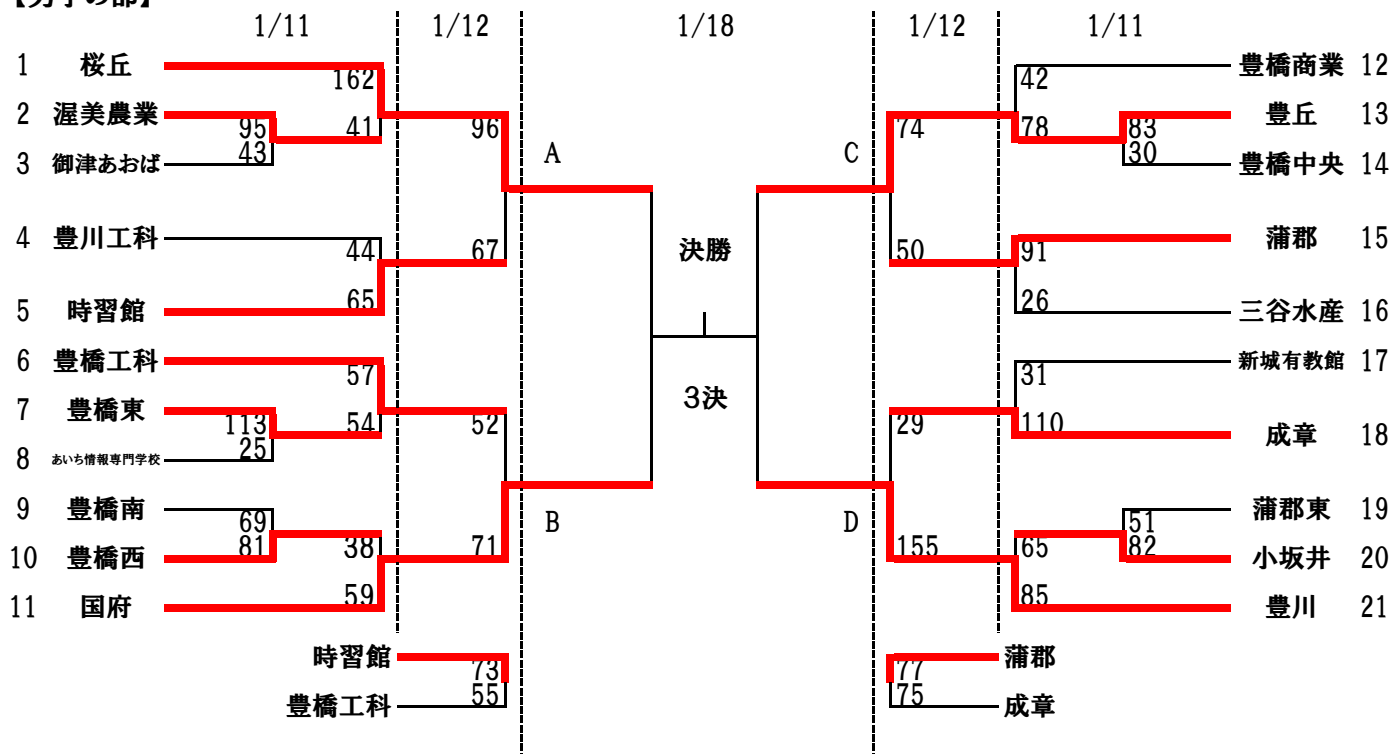 【男子の部】
1/11 1/12 1/18 1/12 1/11
1 桜丘 162 42 豊橋商業 12
2 渥美農業 95 41 96 74 78 83 豊丘 13
3 御津あおば 43 A C 30 豊橋中央 14
4 豊川工科 44 67 決勝 50 91 蒲郡 15
5 時習館 65 26 三谷水産 16
6 豊橋工科 57 31 新城有教館 17
7 豊橋東 113 54 52 3決 29 110 成章 18
8 あいち情報専門学校 25
9 豊橋南 69 B D 51 蒲郡東 19
10 豊橋西 81 38 71 155 65 82 小坂井 20
11 国府 59 85 豊川 21
時習館 73 77 蒲郡
豊橋工科 55 75 成章